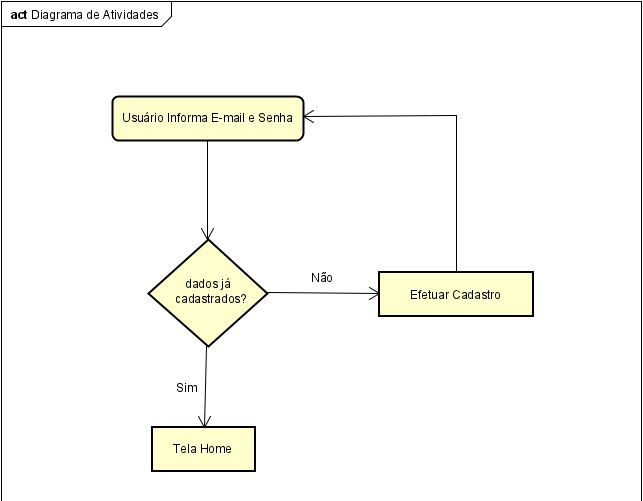 act Diagrama de Atividades
Usuário Informa E-mail e Senha
dados já
cadastrados?
Não
Efetuar Cadastro
Sim
Tela Home